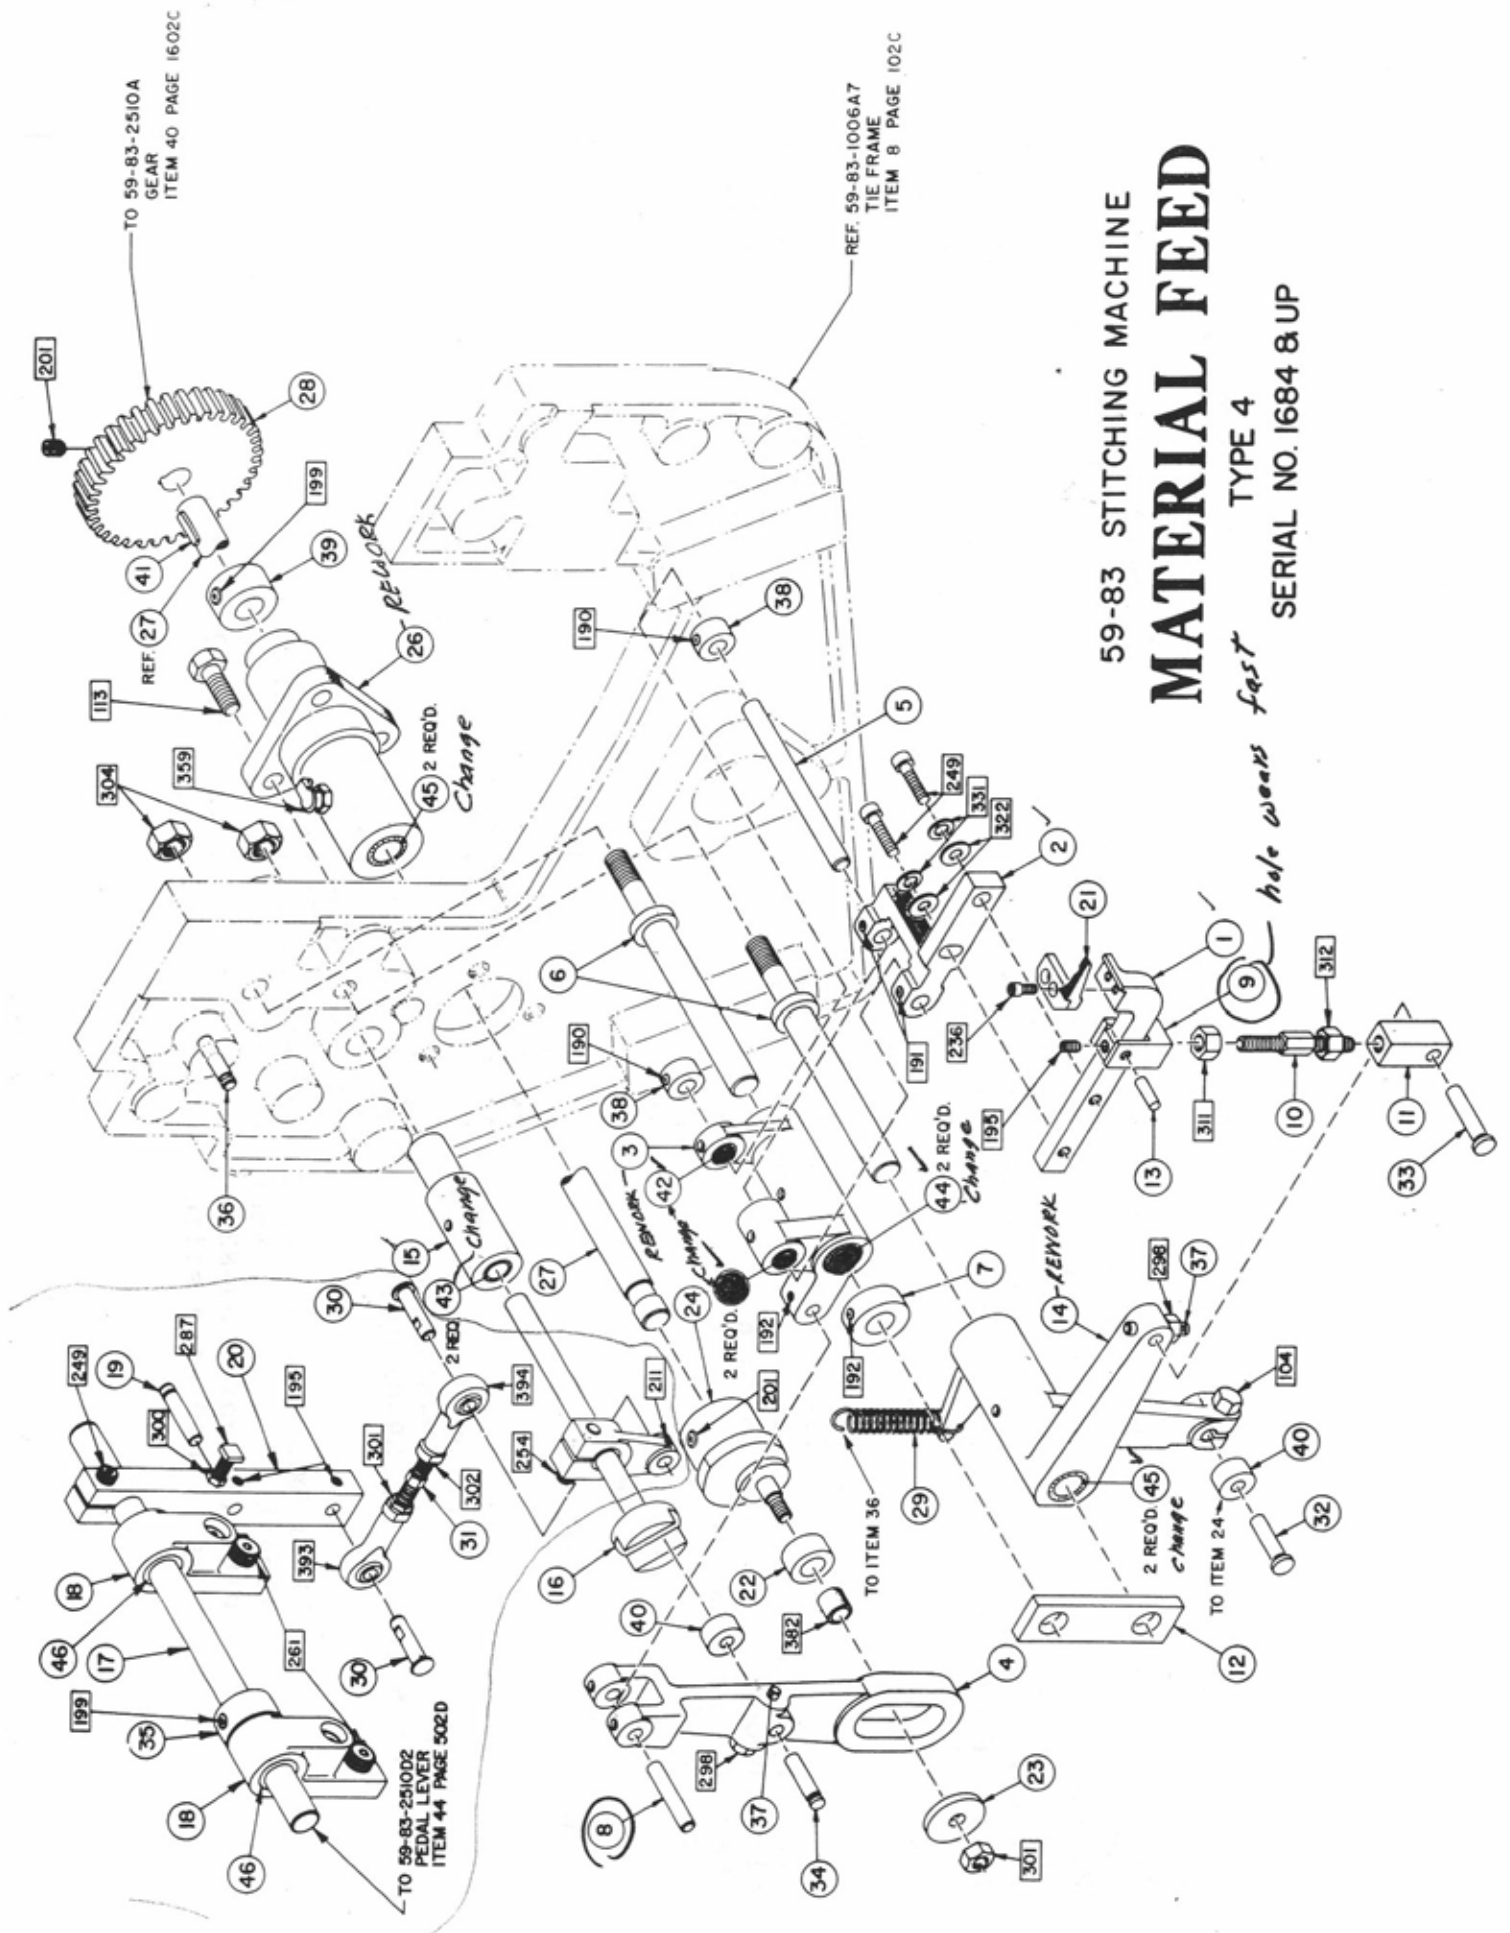 TO 59-83-2510A
GEAR
ITEM 40 PAGE 1602C
201
28
41
REF. 27
199
39
REWORK
26
113
304
359
45 2 REQ'D.
Change
REF. 59-83-1006A7
TIE FRAME
ITEM 8 PAGE 102C
190
38
5
6
249
331
322
2
191
236
21
1
9
hole wears fast
195
13
311
10
312
11
33
36
190
38
3
42
REWORK
Change
44 2 REQ'D.
Change
15
43 Change
27
30
2 REQ.
394
211
254
24
2 REQ'D.
201
192
7
192
14 REWORK
298
37
104
40
TO ITEM 24
32
45
2 REQ'D.
Change
29
TO ITEM 36
12
249
19
300
287
20
195
301
302
31
393
30
18
46
17
199
35
261
18
46
TO 59-83-2510D2
PEDAL LEVER
ITEM 44 PAGE 502D
16
40
22
382
4
298
37
8
34
23
301
59-83 STITCHING MACHINE
MATERIAL FEED
TYPE 4
SERIAL NO. 1684 & UP